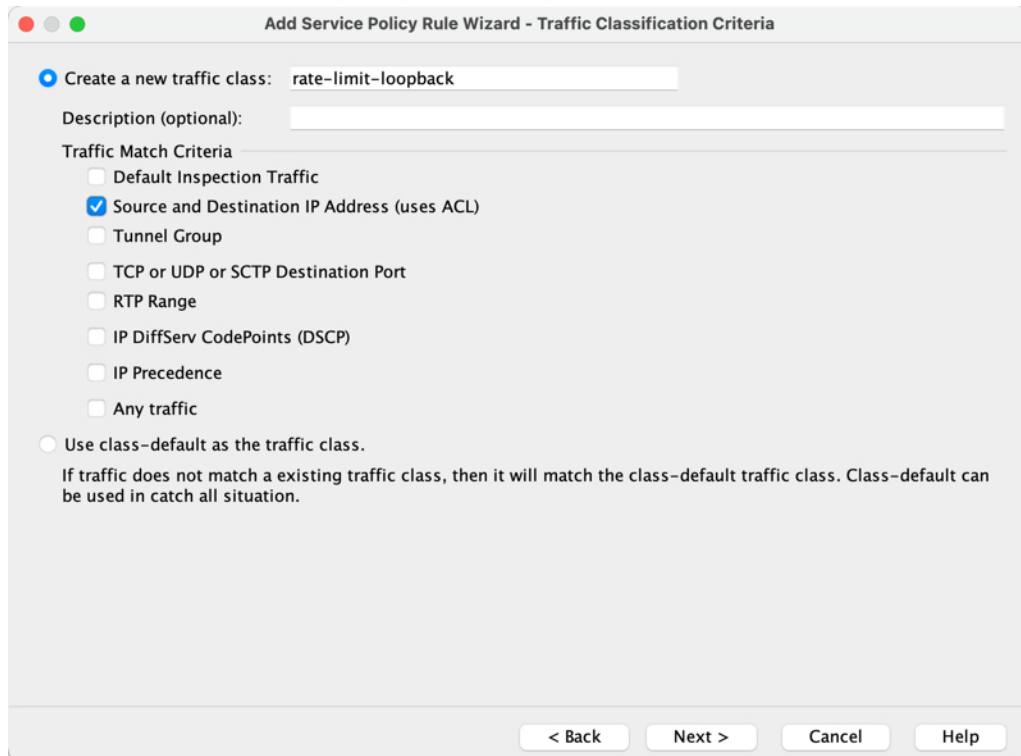 Add Service Policy Rule Wizard - Traffic Classification Criteria
Create a new traffic class: rate-limit-loopback
Description (optional):
Traffic Match Criteria
Default Inspection Traffic
Source and Destination IP Address (uses ACL)
Tunnel Group
TCP or UDP or SCTP Destination Port
RTP Range
IP DiffServ CodePoints (DSCP)
IP Precedence
Any traffic
Use class-default as the traffic class.
If traffic does not match a existing traffic class, then it will match the class-default traffic class. Class-default can
be used in catch all situation.
< Back Next > Cancel Help